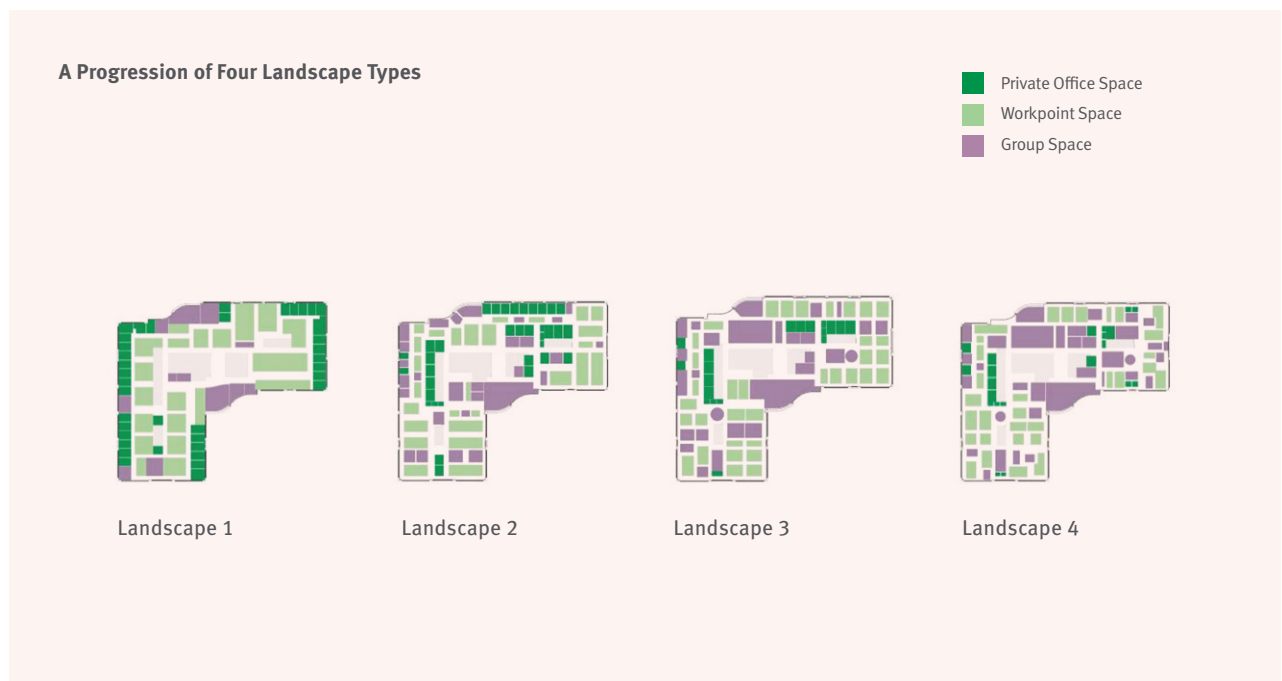 A Progression of Four Landscape Types
Private Office Space
Workpoint Space
Group Space
Landscape 1
Landscape 2
Landscape 3
Landscape 4